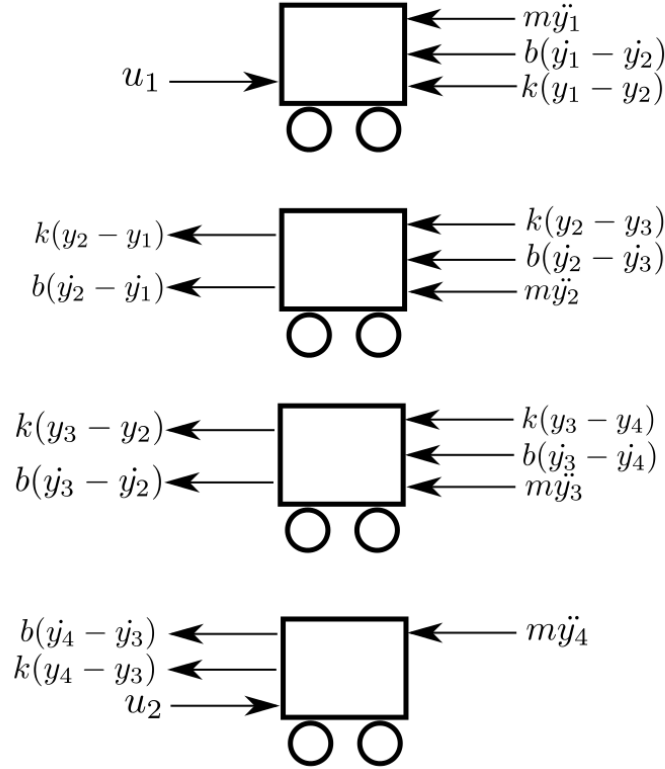 mÿ₁
b(ẏ₁ − ẏ₂)
u₁
k(y₁ − y₂)
k(y₂ − y₁)
k(y₂ − y₃)
b(ẏ₂ − ẏ₃)
b(ẏ₂ − ẏ₁)
mÿ₂
k(y₃ − y₂)
k(y₃ − y₄)
b(ẏ₃ − ẏ₄)
b(ẏ₃ − ẏ₂)
mÿ₃
b(ẏ₄ − ẏ₃)
mÿ₄
k(y₄ − y₃)
u₂